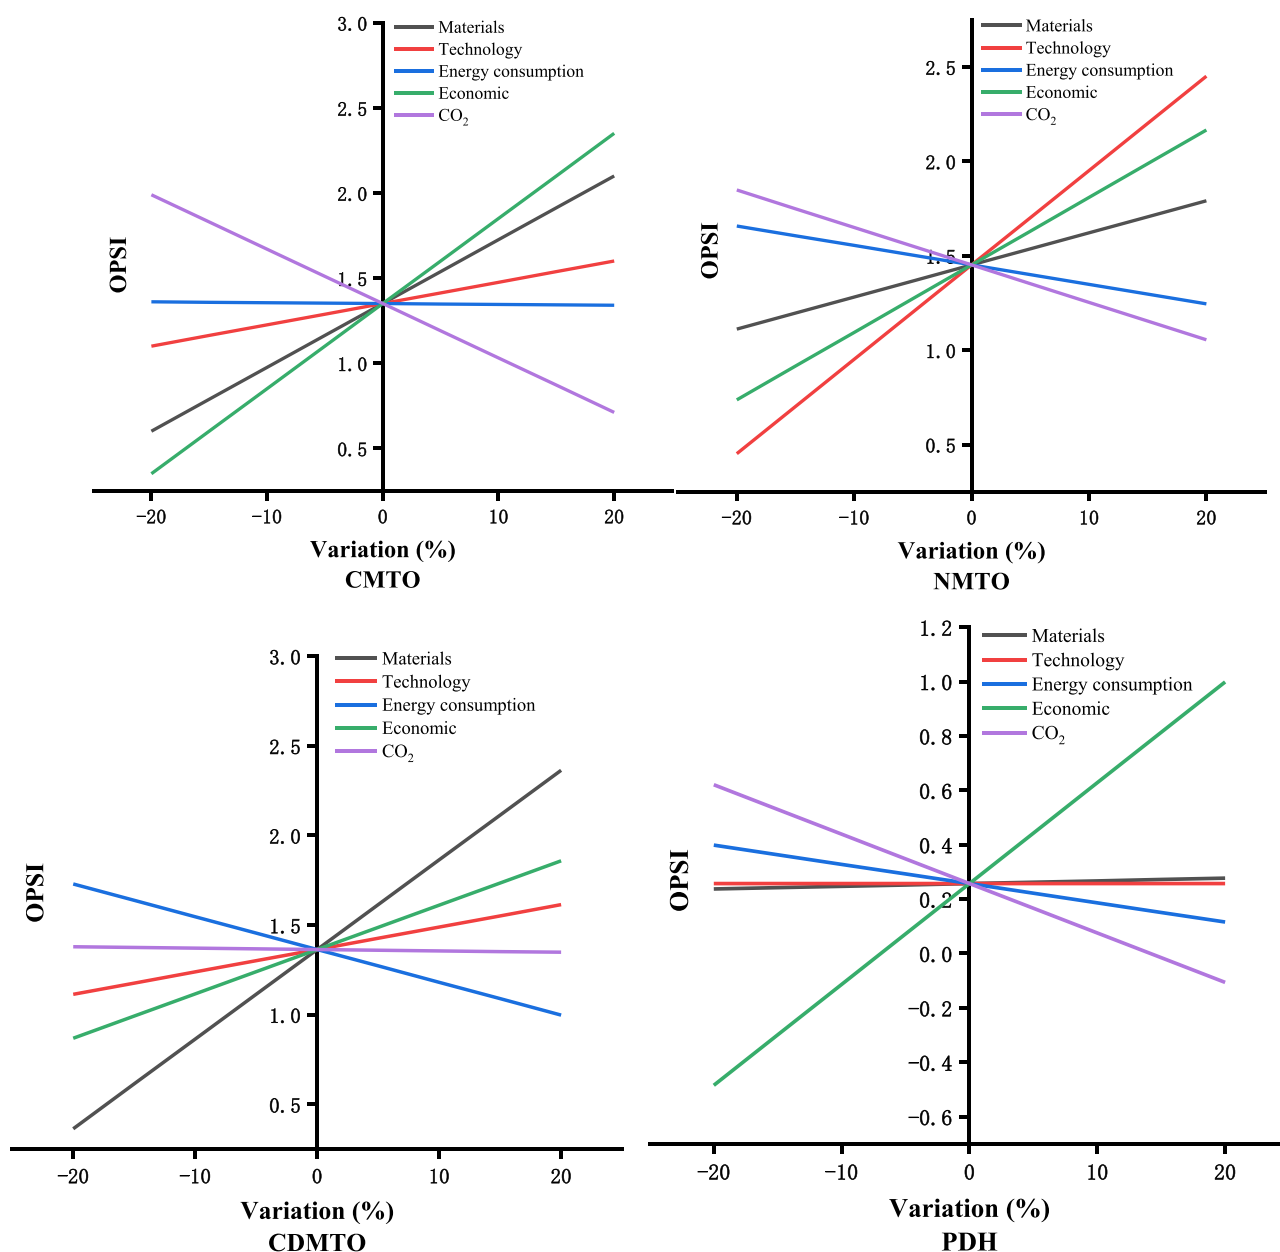 3.0
2.5
2.0
1.5
1.0
0.5
Materials
Technology
Energy consumption
Economic
CO₂
OPSI
-20 -10 0 10 20
Variation (%)
CMTO
2.5
2.0
1.5
1.0
0.5
Materials
Technology
Energy consumption
Economic
CO₂
OPSI
-20 -10 0 10 20
Variation (%)
NMTO
3.0
2.5
2.0
1.5
1.0
0.5
Materials
Technology
Energy consumption
Economic
CO₂
OPSI
-20 -10 0 10 20
Variation (%)
CDMTO
1.2
1.0
0.8
0.6
0.4
0.2
0.0
-0.2
-0.4
-0.6
Materials
Technology
Energy consumption
Economic
CO₂
OPSI
-20 -10 0 10 20
Variation (%)
PDH